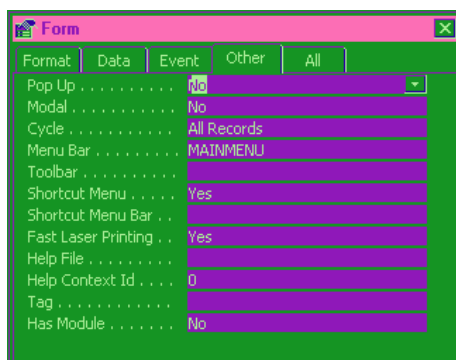 Form
Format Data Event Other All
Pop Up . . . . . . . . . . No
Modal . . . . . . . . . . . No
Cycle . . . . . . . . . . . All Records
Menu Bar . . . . . . . . . MAINMENU
Toolbar . . . . . . . . . .
Shortcut Menu . . . . . Yes
Shortcut Menu Bar . .
Fast Laser Printing . . Yes
Help File . . . . . . . . .
Help Context Id . . . . 0
Tag . . . . . . . . . . . .
Has Module . . . . . . . No